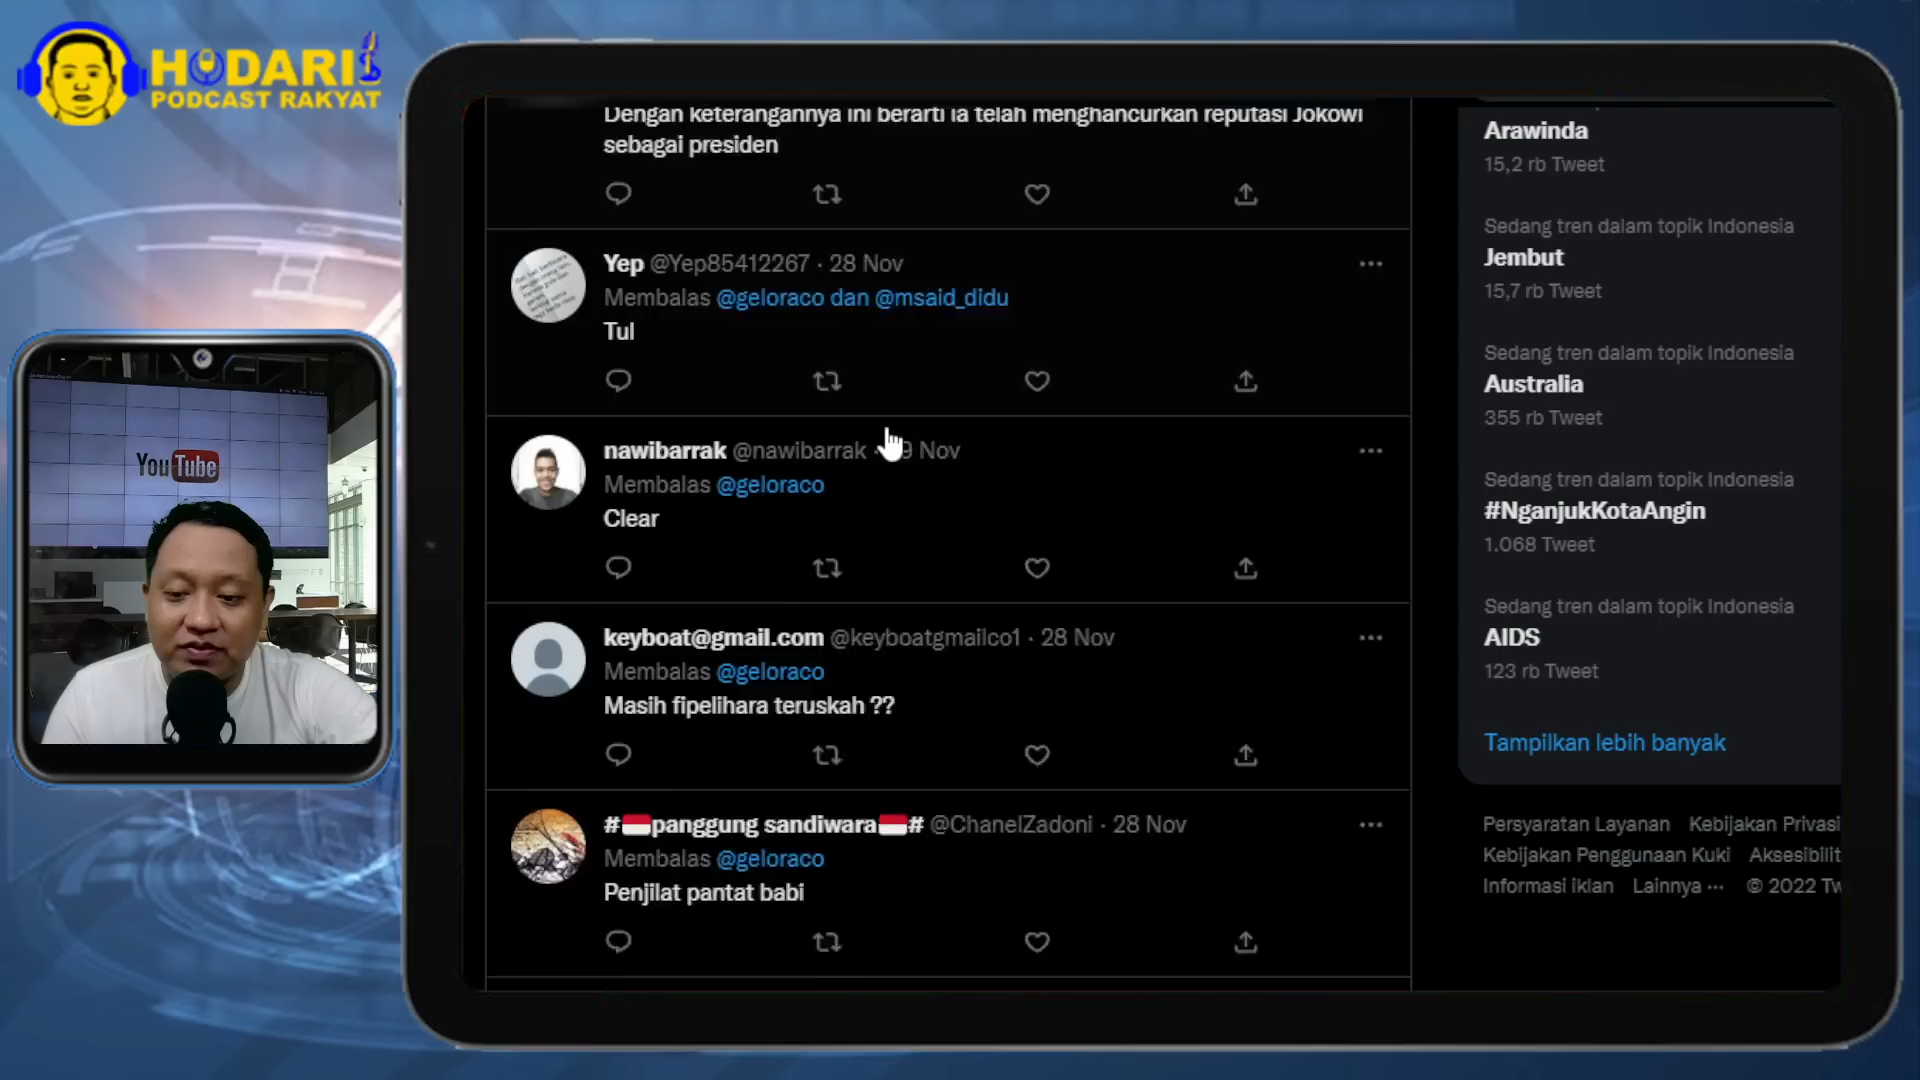 HODARI
PODCAST RAKYAT
YouTube
Dengan keterangannya ini berarti ia telah menghancurkan reputasi Jokowi
sebagai presiden
Yep @Yep85412267 · 28 Nov
Membalas @geloraco dan @msaid_didu
Tul
nawibarrak @nawibarrak · 9 Nov
Membalas @geloraco
Clear
keyboat@gmail.com @keyboatgmailco1 · 28 Nov
Membalas @geloraco
Masih fipelihara teruskah ??
#🇮🇩panggung sandiwara🇮🇩# @ChanelZadoni · 28 Nov
Membalas @geloraco
Penjilat pantat babi
Arawinda
15,2 rb Tweet
Sedang tren dalam topik Indonesia
Jembut
15,7 rb Tweet
Sedang tren dalam topik Indonesia
Australia
355 rb Tweet
Sedang tren dalam topik Indonesia
#NganjukKotaAngin
1.068 Tweet
Sedang tren dalam topik Indonesia
AIDS
123 rb Tweet
Tampilkan lebih banyak
Persyaratan Layanan Kebijakan Privasi
Kebijakan Penggunaan Kuki Aksesibilit
Informasi iklan Lainnya ··· © 2022 Tw